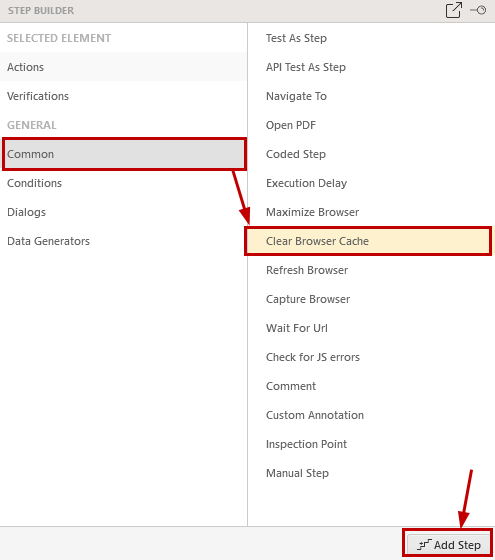 STEP BUILDER
SELECTED ELEMENT
Actions
Verifications
GENERAL
Common
Conditions
Dialogs
Data Generators
Test As Step
API Test As Step
Navigate To
Open PDF
Coded Step
Execution Delay
Maximize Browser
Clear Browser Cache
Refresh Browser
Capture Browser
Wait For Url
Check for JS errors
Comment
Custom Annotation
Inspection Point
Manual Step
Add Step